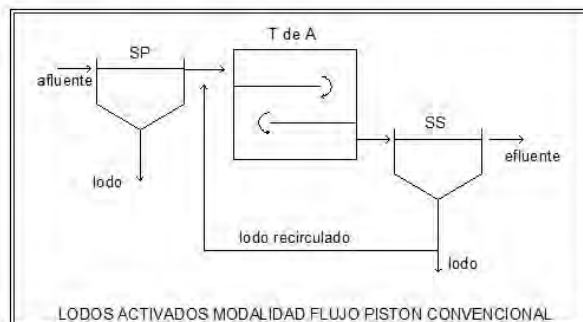 T de A
SP
afluente
SS
efluente
lodo
lodo recirculado
lodo
LODOS ACTIVADOS MODALIDAD FLUJO PISTON CONVENCIONAL